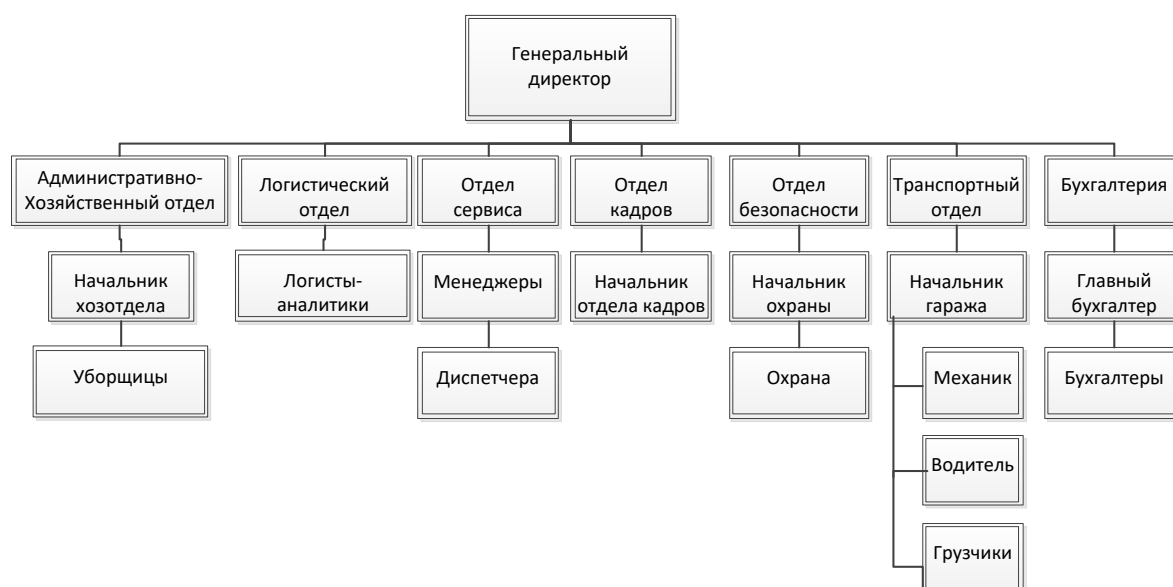 Генеральный
директор
Административно-
Хозяйственный отдел
Логистический
отдел
Отдел
сервиса
Отдел
кадров
Отдел
безопасности
Транспортный
отдел
Бухгалтерия
Начальник
хозотдела
Логисты-
аналитики
Менеджеры
Начальник
отдела кадров
Начальник
охраны
Начальник
гаража
Главный
бухгалтер
Уборщицы
Диспетчера
Охрана
Механик
Бухгалтеры
Водитель
Грузчики